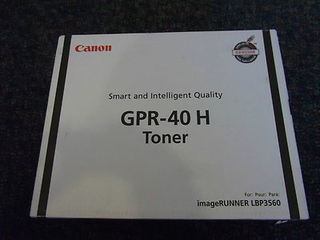 Canon
Smart and Intelligent Quality
GPR-40 H
Toner
For: Pour: Para:
imageRUNNER LBP3560